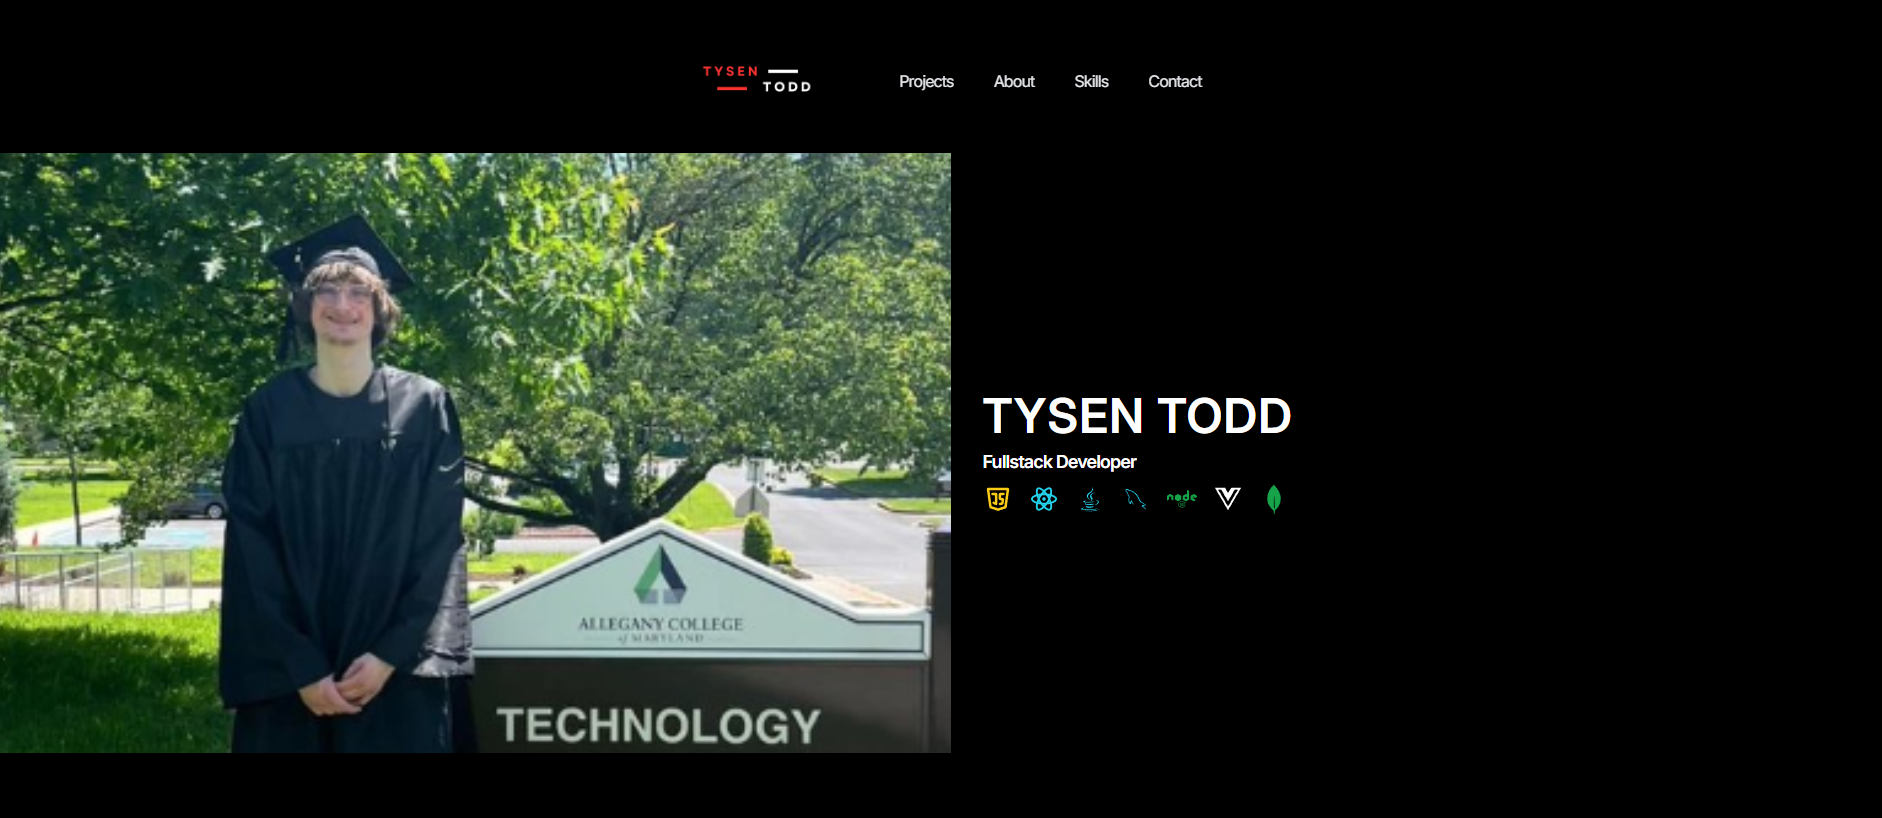 TYSEN
TODD
Projects About Skills Contact
TYSEN TODD
Fullstack Developer
JS
node
ALLEGANY COLLEGE
of MARYLAND
TECHNOLOGY